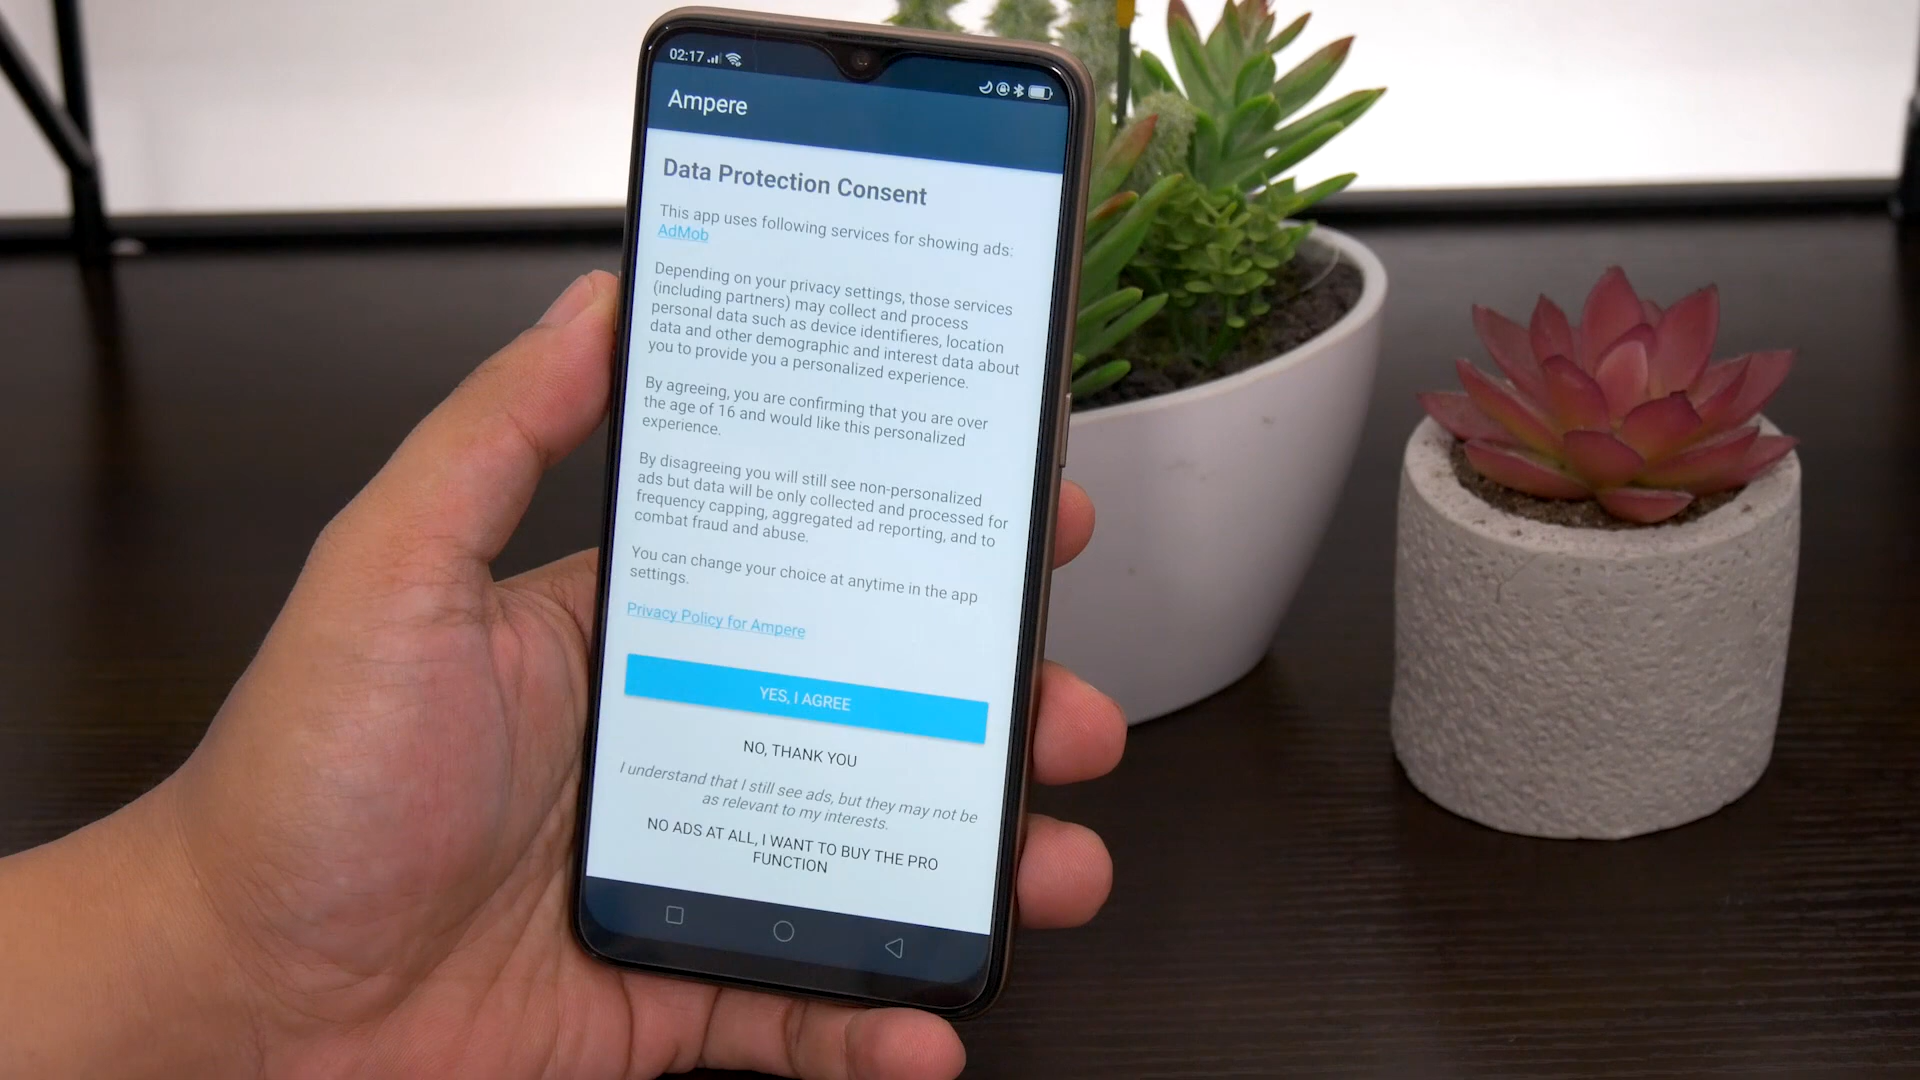 02:17
Ampere
Data Protection Consent
This app uses following services for showing ads:
AdMob
Depending on your privacy settings, those services
(including partners) may collect and process
personal data such as device identifieres, location
data and other demographic and interest data about
you to provide you a personalized experience.
By agreeing, you are confirming that you are over
the age of 16 and would like this personalized
experience.
By disagreeing you will still see non-personalized
ads but data will be only collected and processed for
frequency capping, aggregated ad reporting, and to
combat fraud and abuse.
You can change your choice at anytime in the app
settings.
Privacy Policy for Ampere
YES, I AGREE
NO, THANK YOU
I understand that I still see ads, but they may not be
as relevant to my interests.
NO ADS AT ALL, I WANT TO BUY THE PRO
FUNCTION